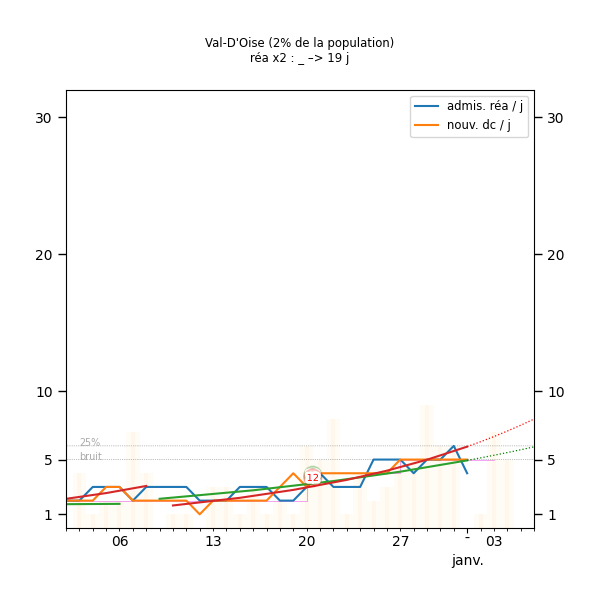 Val-D'Oise (2% de la population)
réa x2 : _ –> 19 j
admis. réa / j
nouv. dc / j
30 30
20 20
10 10
25%
bruit
5 5
12
1 1
06 13 20 27 - 03
janv.